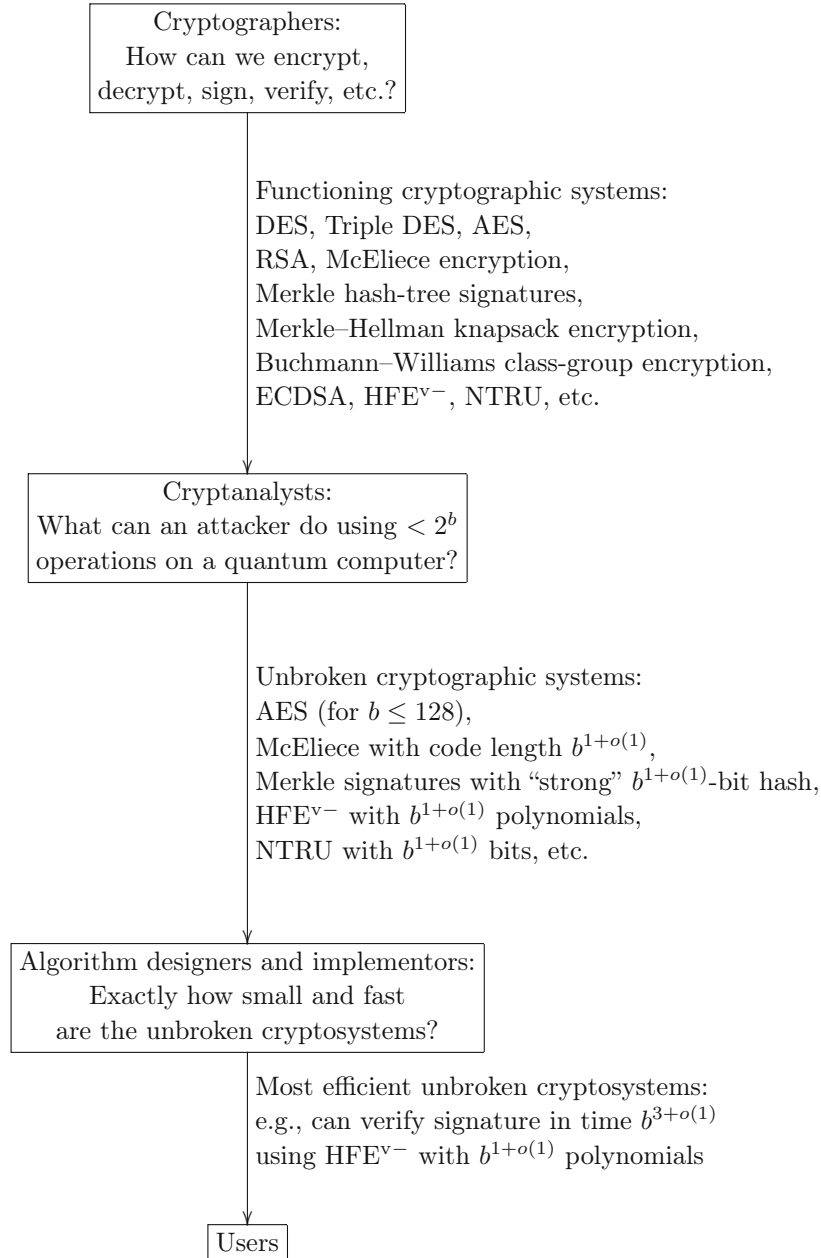 Cryptographers:
How can we encrypt,
decrypt, sign, verify, etc.?
Functioning cryptographic systems:
DES, Triple DES, AES,
RSA, McEliece encryption,
Merkle hash-tree signatures,
Merkle–Hellman knapsack encryption,
Buchmann–Williams class-group encryption,
ECDSA, HFE^{v−}, NTRU, etc.
Cryptanalysts:
What can an attacker do using < 2^b
operations on a quantum computer?
Unbroken cryptographic systems:
AES (for b ≤ 128),
McEliece with code length b^{1+o(1)},
Merkle signatures with “strong” b^{1+o(1)}-bit hash,
HFE^{v−} with b^{1+o(1)} polynomials,
NTRU with b^{1+o(1)} bits, etc.
Algorithm designers and implementors:
Exactly how small and fast
are the unbroken cryptosystems?
Most efficient unbroken cryptosystems:
e.g., can verify signature in time b^{3+o(1)}
using HFE^{v−} with b^{1+o(1)} polynomials
Users